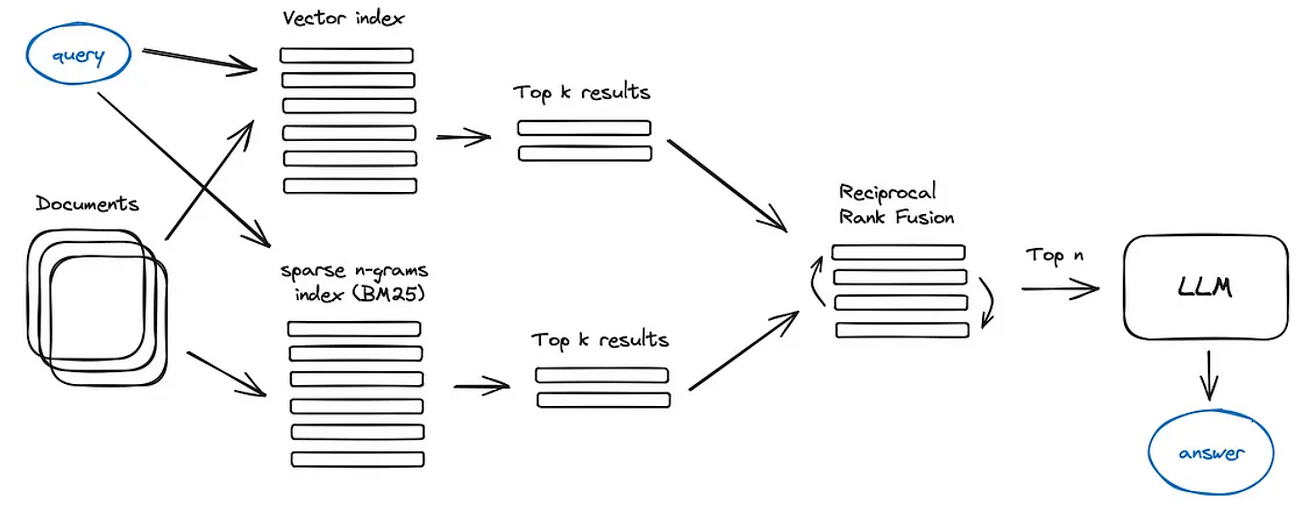 Vector index
query
Top k results
Documents
Reciprocal
Rank Fusion
Top n
sparse n-grams
index (BM25)
LLM
Top k results
answer